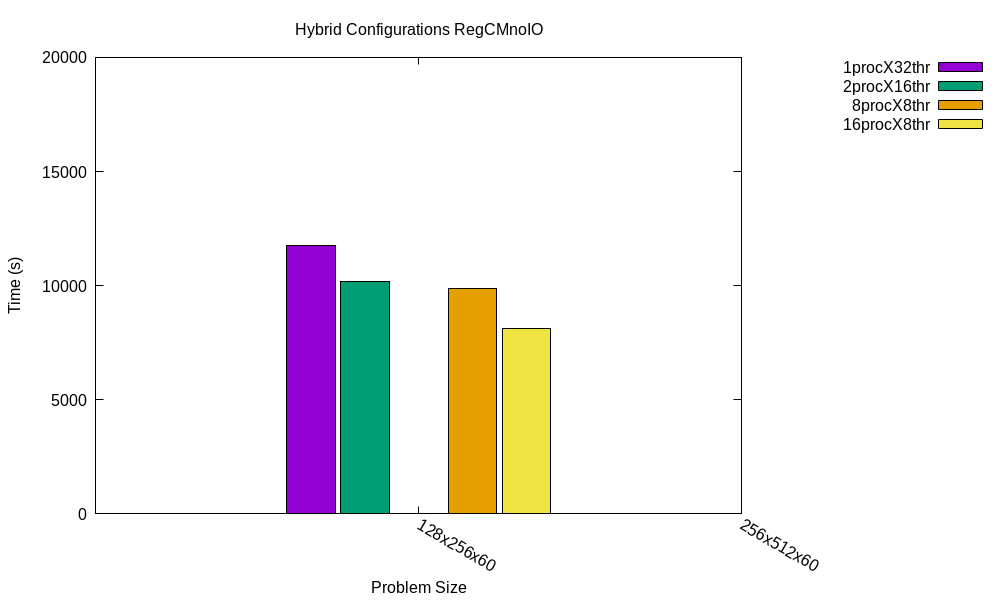 Hybrid Configurations RegCMnoIO
20000
15000
10000
5000
0
Time (s)
128x256x60
256x512x60
Problem Size
1procX32thr
2procX16thr
8procX8thr
16procX8thr